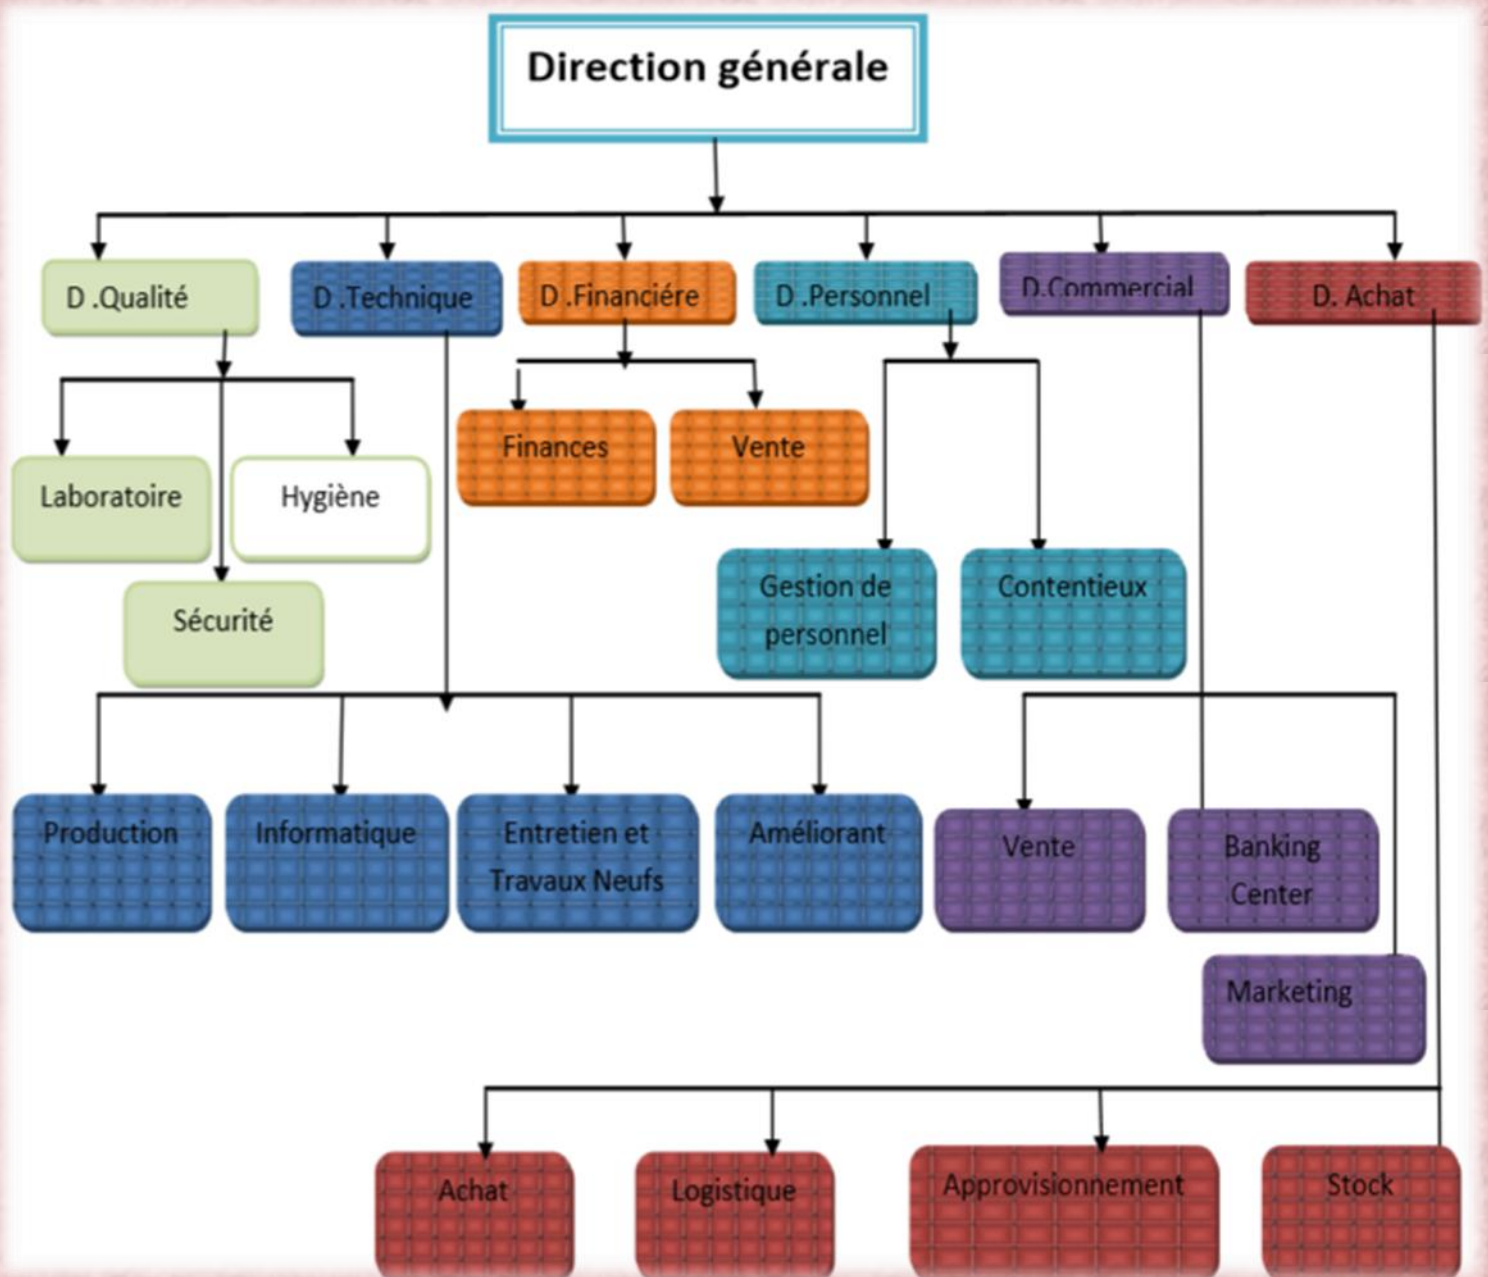 Direction générale
D .Qualité
D .Technique
D .Financiére
D .Personnel
D.Commercial
D. Achat
Finances
Vente
Laboratoire
Hygiène
Gestion de
personnel
Contentieux
Sécurité
Production
Informatique
Entretien et
Travaux Neufs
Améliorant
Vente
Banking
Center
Marketing
Achat
Logistique
Approvisionnement
Stock